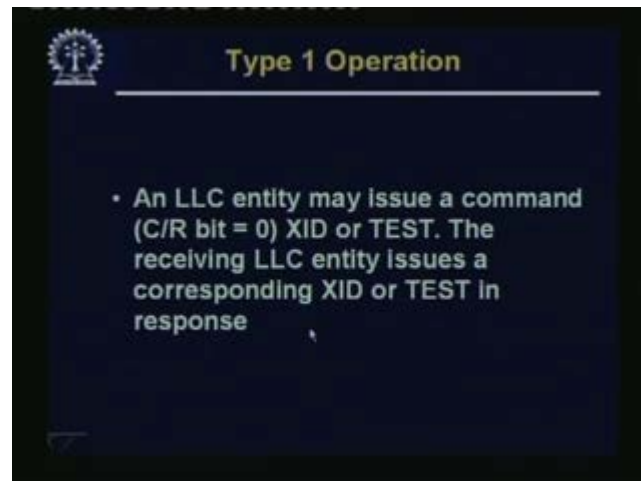 Type 1 Operation
• An LLC entity may issue a command
(C/R bit = 0) XID or TEST. The
receiving LLC entity issues a
corresponding XID or TEST in
response